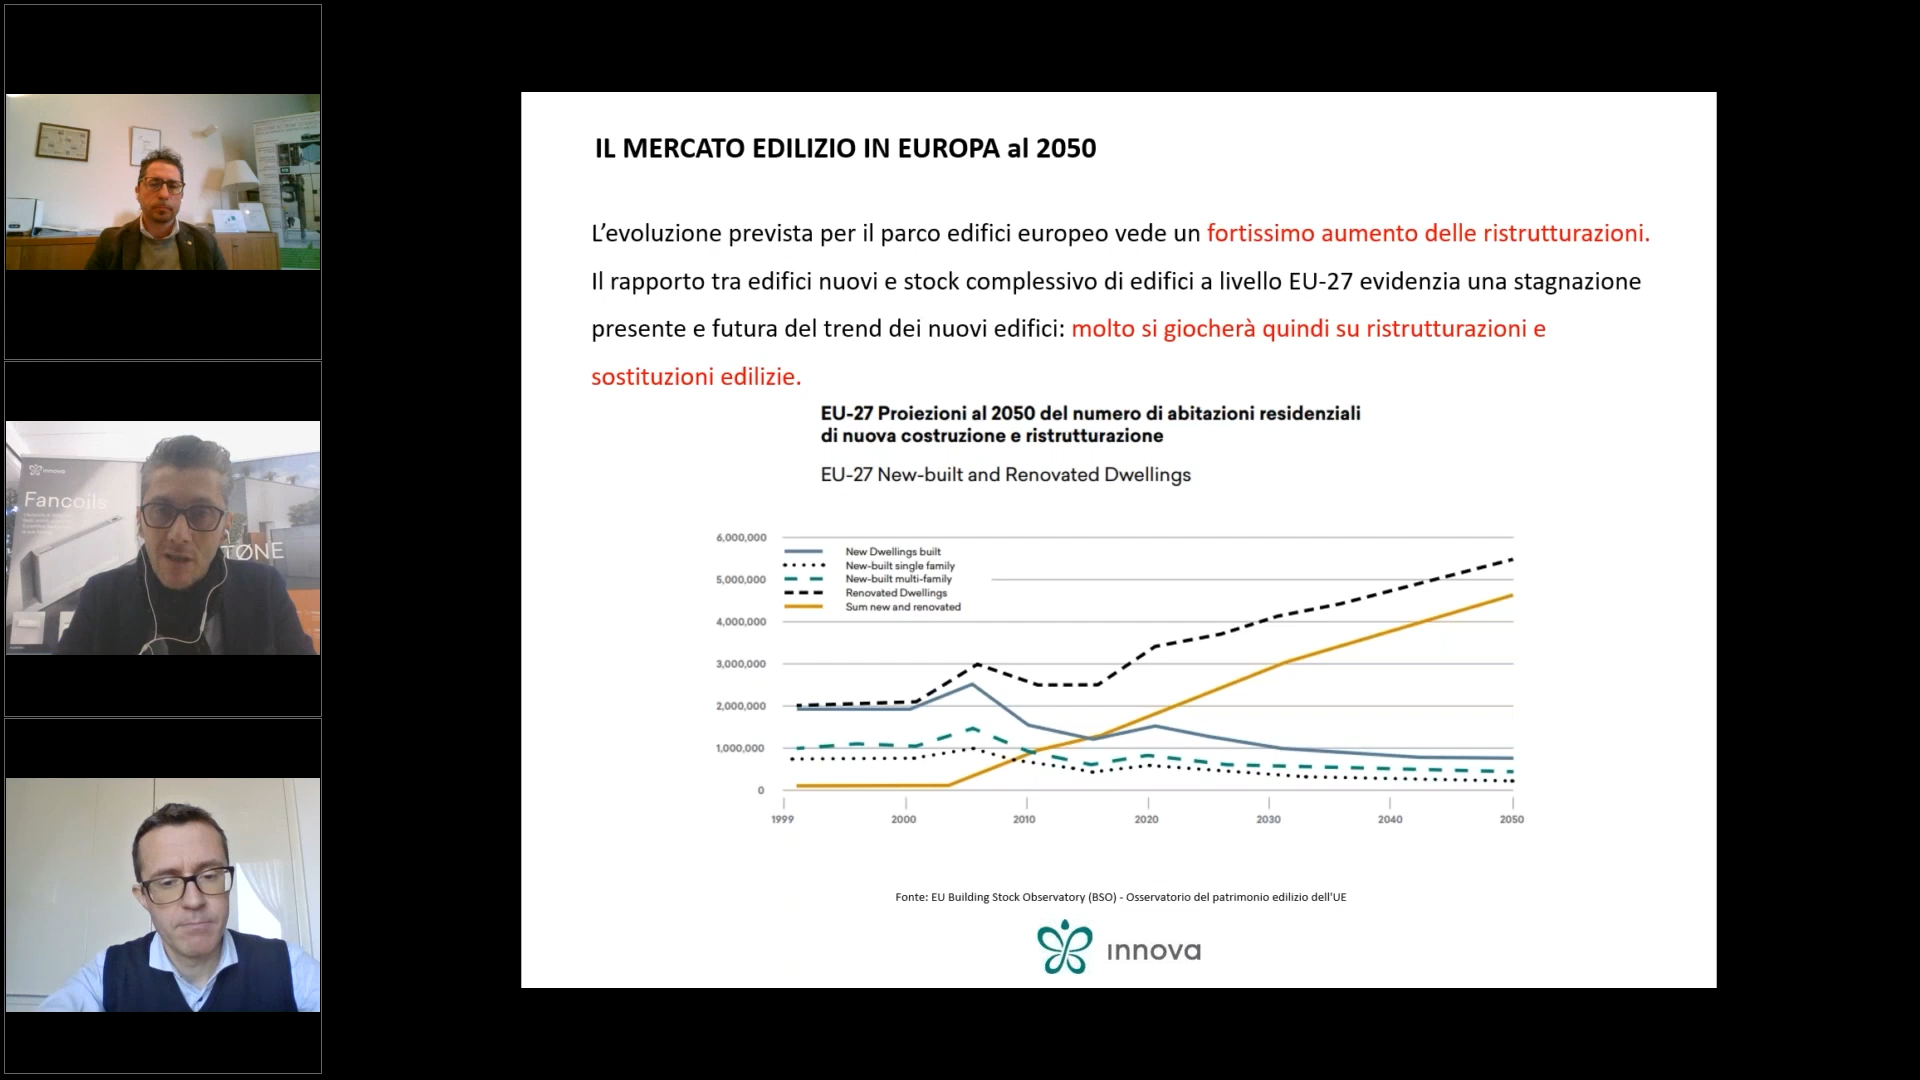 IL MERCATO EDILIZIO IN EUROPA al 2050
L’evoluzione prevista per il parco edifici europeo vede un fortissimo aumento delle ristrutturazioni.
Il rapporto tra edifici nuovi e stock complessivo di edifici a livello EU-27 evidenzia una stagnazione
presente e futura del trend dei nuovi edifici: molto si giocherà quindi su ristrutturazioni e
sostituzioni edilizie.
EU-27 Proiezioni al 2050 del numero di abitazioni residenziali
di nuova costruzione e ristrutturazione
EU-27 New-built and Renovated Dwellings
6,000,000
5,000,000
4,000,000
3,000,000
2,000,000
1,000,000
0
New Dwellings built
New-built single family
New-built multi-family
Renovated Dwellings
Sum new and renovated
1999 2000 2010 2020 2030 2040 2050
Fonte: EU Building Stock Observatory (BSO) - Osservatorio del patrimonio edilizio dell'UE
innova
innova
Fancoils
TØNE